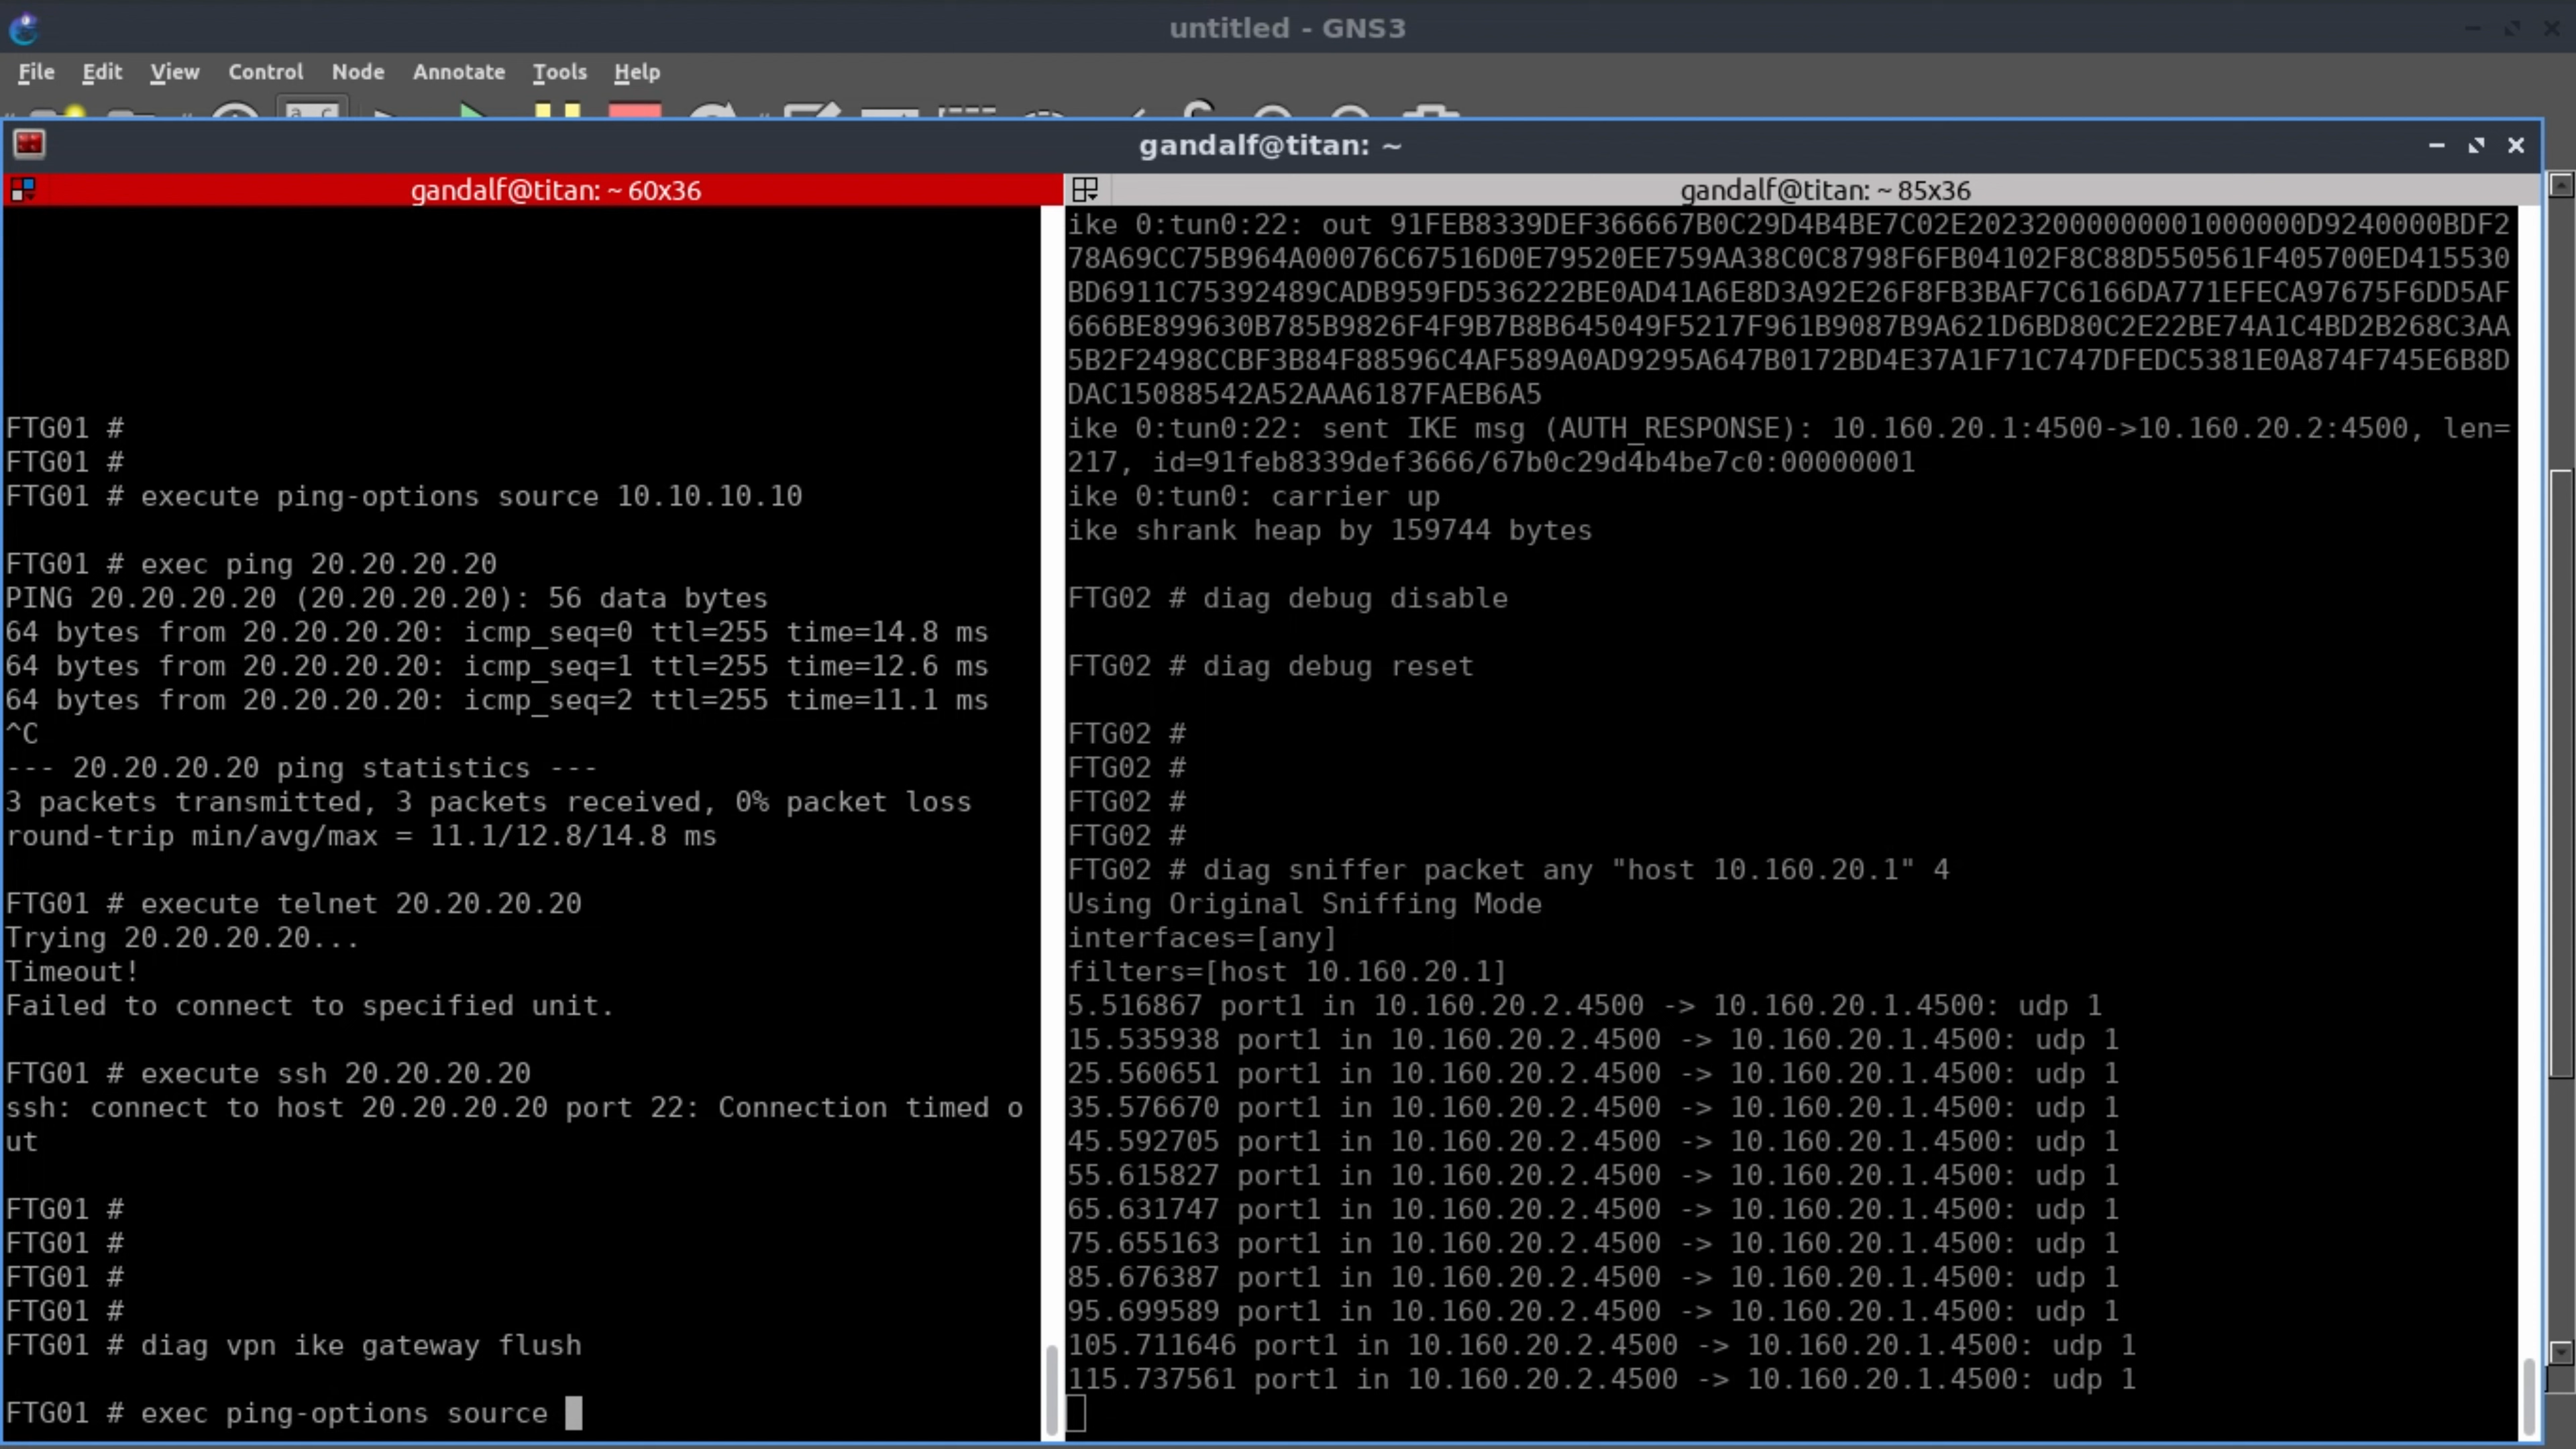 untitled - GNS3
File Edit View Control Node Annotate Tools Help
gandalf@titan: ~
gandalf@titan: ~ 60x36
FTG01 #
FTG01 #
FTG01 # execute ping-options source 10.10.10.10
FTG01 # exec ping 20.20.20.20
PING 20.20.20.20 (20.20.20.20): 56 data bytes
64 bytes from 20.20.20.20: icmp_seq=0 ttl=255 time=14.8 ms
64 bytes from 20.20.20.20: icmp_seq=1 ttl=255 time=12.6 ms
64 bytes from 20.20.20.20: icmp_seq=2 ttl=255 time=11.1 ms
^C
--- 20.20.20.20 ping statistics ---
3 packets transmitted, 3 packets received, 0% packet loss
round-trip min/avg/max = 11.1/12.8/14.8 ms
FTG01 # execute telnet 20.20.20.20
Trying 20.20.20.20...
Timeout!
Failed to connect to specified unit.
FTG01 # execute ssh 20.20.20.20
ssh: connect to host 20.20.20.20 port 22: Connection timed o
ut
FTG01 #
FTG01 #
FTG01 #
FTG01 #
FTG01 # diag vpn ike gateway flush
FTG01 # exec ping-options source
gandalf@titan: ~ 85x36
ike 0:tun0:22: out 91FEB8339DEF366667B0C29D4B4BE7C02E20232000000001000000D9240000BDF2
78A69CC75B964A00076C67516D0E79520EE759AA38C0C8798F6FB04102F8C88D550561F405700ED415530
BD6911C75392489CADB959FD536222BE0AD41A6E8D3A92E26F8FB3BAF7C6166DA771EFECA97675F6DD5AF
666BE899630B785B9826F4F9B7B8B645049F5217F961B9087B9A621D6BD80C2E22BE74A1C4BD2B268C3AA
5B2F2498CCBF3B84F88596C4AF589A0AD9295A647B0172BD4E37A1F71C747DFEDC5381E0A874F745E6B8D
DAC15088542A52AAA6187FAEB6A5
ike 0:tun0:22: sent IKE msg (AUTH_RESPONSE): 10.160.20.1:4500->10.160.20.2:4500, len=
217, id=91feb8339def3666/67b0c29d4b4be7c0:00000001
ike 0:tun0: carrier up
ike shrank heap by 159744 bytes
FTG02 # diag debug disable
FTG02 # diag debug reset
FTG02 #
FTG02 #
FTG02 #
FTG02 #
FTG02 # diag sniffer packet any "host 10.160.20.1" 4
Using Original Sniffing Mode
interfaces=[any]
filters=[host 10.160.20.1]
5.516867 port1 in 10.160.20.2.4500 -> 10.160.20.1.4500: udp 1
15.535938 port1 in 10.160.20.2.4500 -> 10.160.20.1.4500: udp 1
25.560651 port1 in 10.160.20.2.4500 -> 10.160.20.1.4500: udp 1
35.576670 port1 in 10.160.20.2.4500 -> 10.160.20.1.4500: udp 1
45.592705 port1 in 10.160.20.2.4500 -> 10.160.20.1.4500: udp 1
55.615827 port1 in 10.160.20.2.4500 -> 10.160.20.1.4500: udp 1
65.631747 port1 in 10.160.20.2.4500 -> 10.160.20.1.4500: udp 1
75.655163 port1 in 10.160.20.2.4500 -> 10.160.20.1.4500: udp 1
85.676387 port1 in 10.160.20.2.4500 -> 10.160.20.1.4500: udp 1
95.699589 port1 in 10.160.20.2.4500 -> 10.160.20.1.4500: udp 1
105.711646 port1 in 10.160.20.2.4500 -> 10.160.20.1.4500: udp 1
115.737561 port1 in 10.160.20.2.4500 -> 10.160.20.1.4500: udp 1